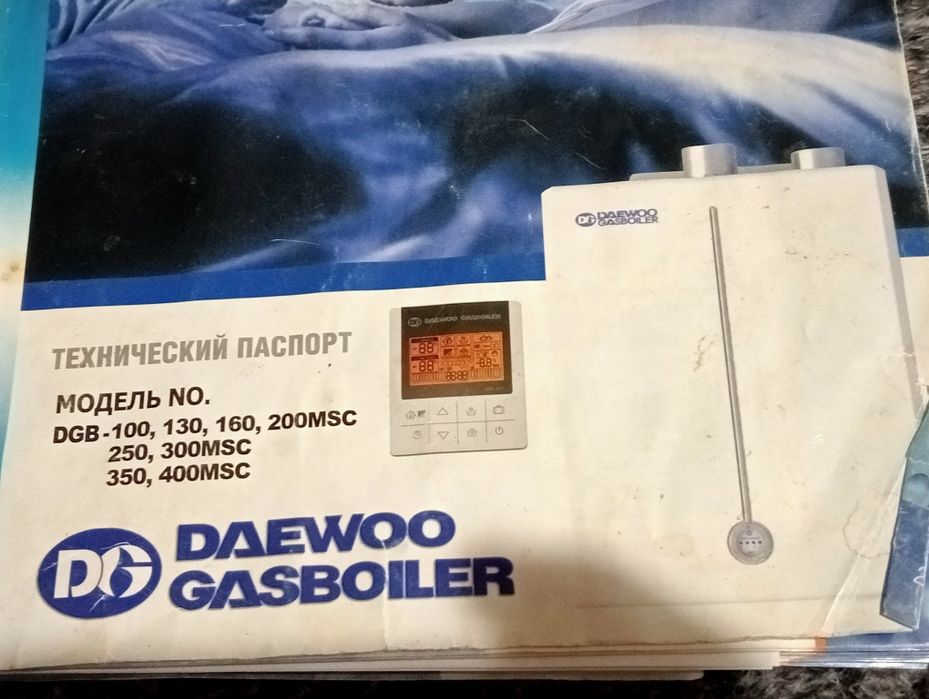 DAEWOO
GASBOILER
DAEWOO GASBOILER
ТЕХНИЧЕСКИЙ ПАСПОРТ
МОДЕЛЬ NO.
DGB-100, 130, 160, 200MSC
250, 300MSC
350, 400MSC
DG DAEWOO
GASBOILER